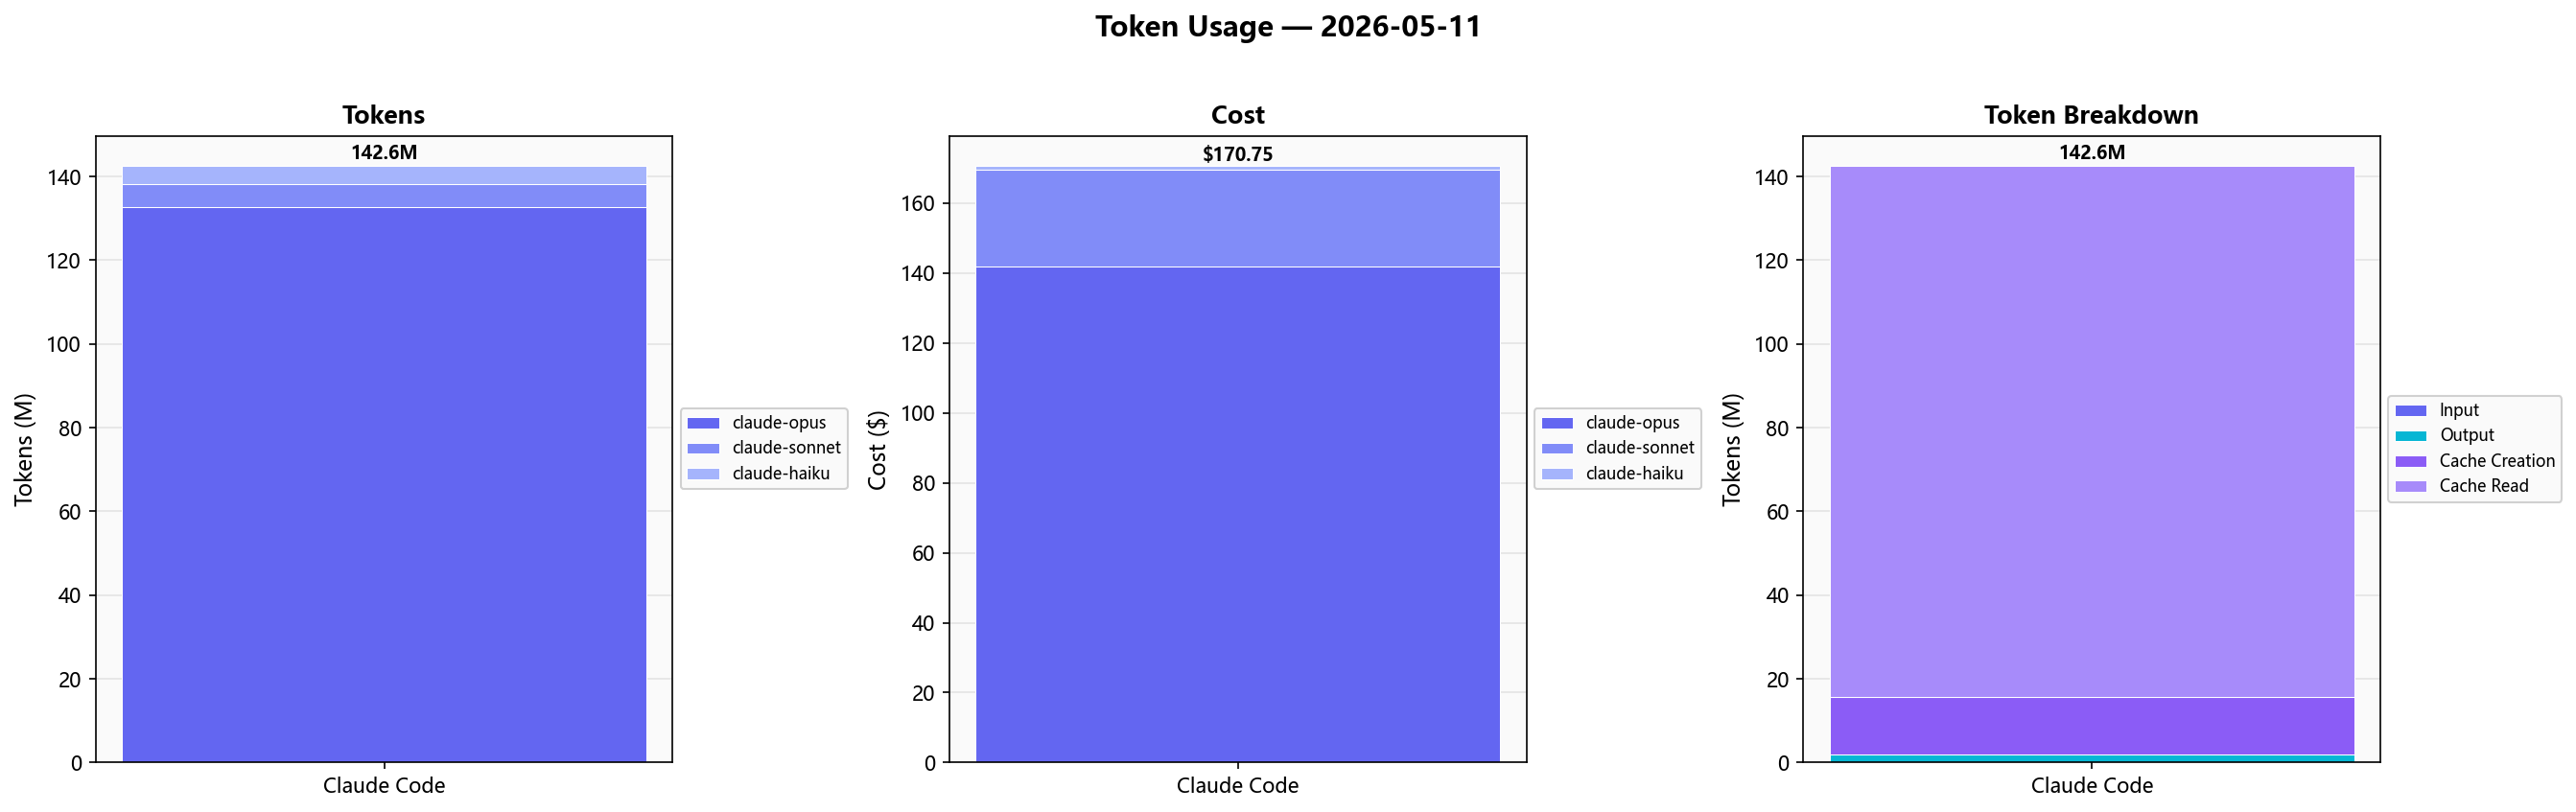 Token Usage — 2026-05-11
Tokens
142.6M
140
120
100
80
60
40
20
0
Tokens (M)
Claude Code
claude-opus
claude-sonnet
claude-haiku
Cost
$170.75
160
140
120
100
80
60
40
20
0
Cost ($)
Claude Code
claude-opus
claude-sonnet
claude-haiku
Token Breakdown
142.6M
140
120
100
80
60
40
20
0
Tokens (M)
Claude Code
Input
Output
Cache Creation
Cache Read